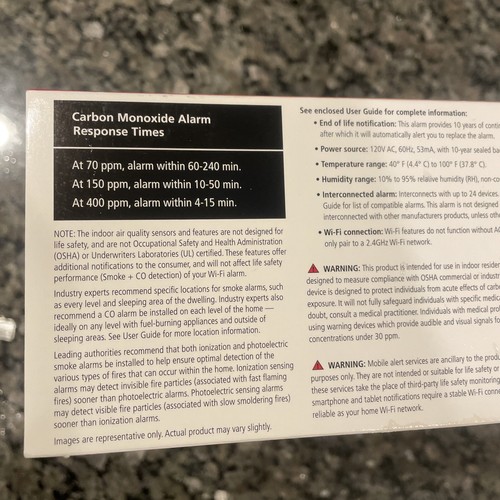 Carbon Monoxide Alarm
Response Times
At 70 ppm, alarm within 60-240 min.
At 150 ppm, alarm within 10-50 min.
At 400 ppm, alarm within 4-15 min.
NOTE: The indoor air quality sensors and features are not designed for
life safety, and are not Occupational Safety and Health Administration
(OSHA) or Underwriters Laboratories (UL) certified. These features offer
additional notifications to the consumer, and will not affect life safety
performance (Smoke + CO detection) of your Wi-Fi alarm.
Industry experts recommend specific locations for smoke alarms, such
as every level and sleeping area of the dwelling. Industry experts also
recommend a CO alarm be installed on each level of the home —
ideally on any level with fuel-burning appliances and outside of
sleeping areas. See User Guide for more location information.
Leading authorities recommend that both ionization and photoelectric
smoke alarms be installed to help ensure optimal detection of the
various types of fires that can occur within the home. Ionization sensing
alarms may detect invisible fire particles (associated with fast flaming
fires) sooner than photoelectric alarms. Photoelectric sensing alarms
may detect visible fire particles (associated with slow smoldering fires)
sooner than ionization alarms.
Images are representative only. Actual product may vary slightly.
See enclosed User Guide for complete information:
• End of life notification: This alarm provides 10 years of
after which it will automatically alert you to replace the alarm.
• Power source: 120V AC, 60Hz, 53mA, with 10-year sealed
• Temperature range: 40° F (4.4° C) to 100° F (37.8° C).
• Humidity range: 10% to 95% relative humidity (RH),
• Interconnected alarm: Interconnects with up to 24 devices.
Guide for list of compatible alarms. This alarm is not designed
interconnected with other manufacturers products, unless
• Wi-Fi connection: Wi-Fi features do not function without
only pair to a 2.4GHz Wi-Fi network.
WARNING: This product is intended for use in indoor
designed to measure compliance with OSHA commercial or
device is designed to protect individuals from acute effects of
exposure. It will not fully safeguard individuals with specific
doubt, consult a medical practitioner. Individuals with medical
using warning devices which provide audible and visual signals
concentrations under 30 ppm.
WARNING: Mobile alert services are ancillary to the
purposes only. They are not intended or suitable for life safety or
these services take the place of third-party life safety monitoring
smartphone and tablet notifications require a stable Wi-Fi
reliable as your home Wi-Fi network.